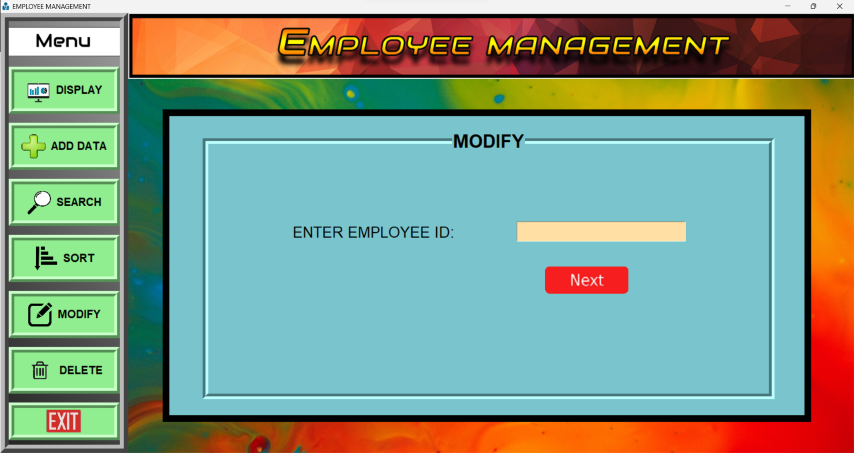 EMPLOYEE MANAGEMENT
Menu
EMPLOYEE MANAGEMENT
DISPLAY
ADD DATA
SEARCH
SORT
MODIFY
DELETE
EXIT
MODIFY
ENTER EMPLOYEE ID:
Next